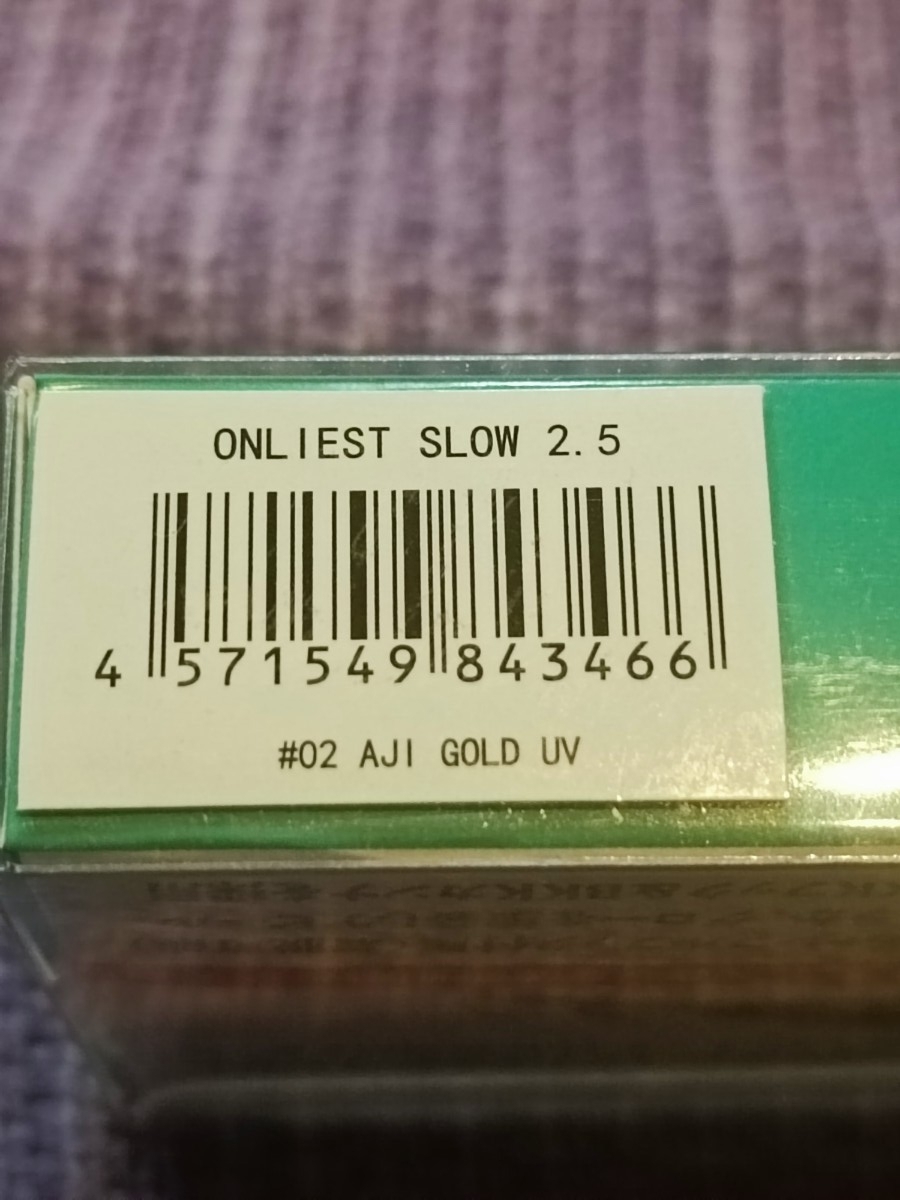 ONLIEST SLOW 2.5
4 571549 843466
#02 AJI GOLD UV